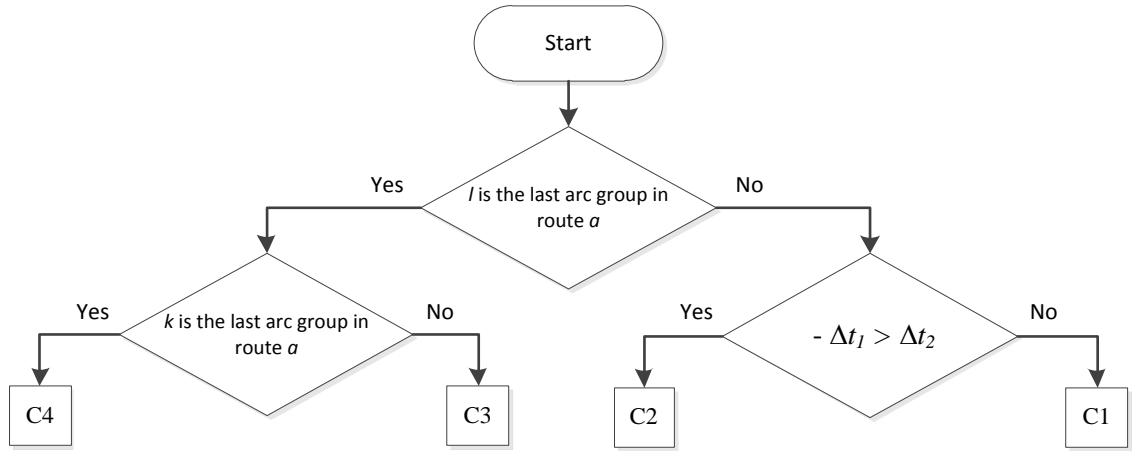 Start
Yes
l is the last arc group in
route a
No
Yes
k is the last arc group in
route a
No
Yes
- Δt₁ > Δt₂
No
C4
C3
C2
C1